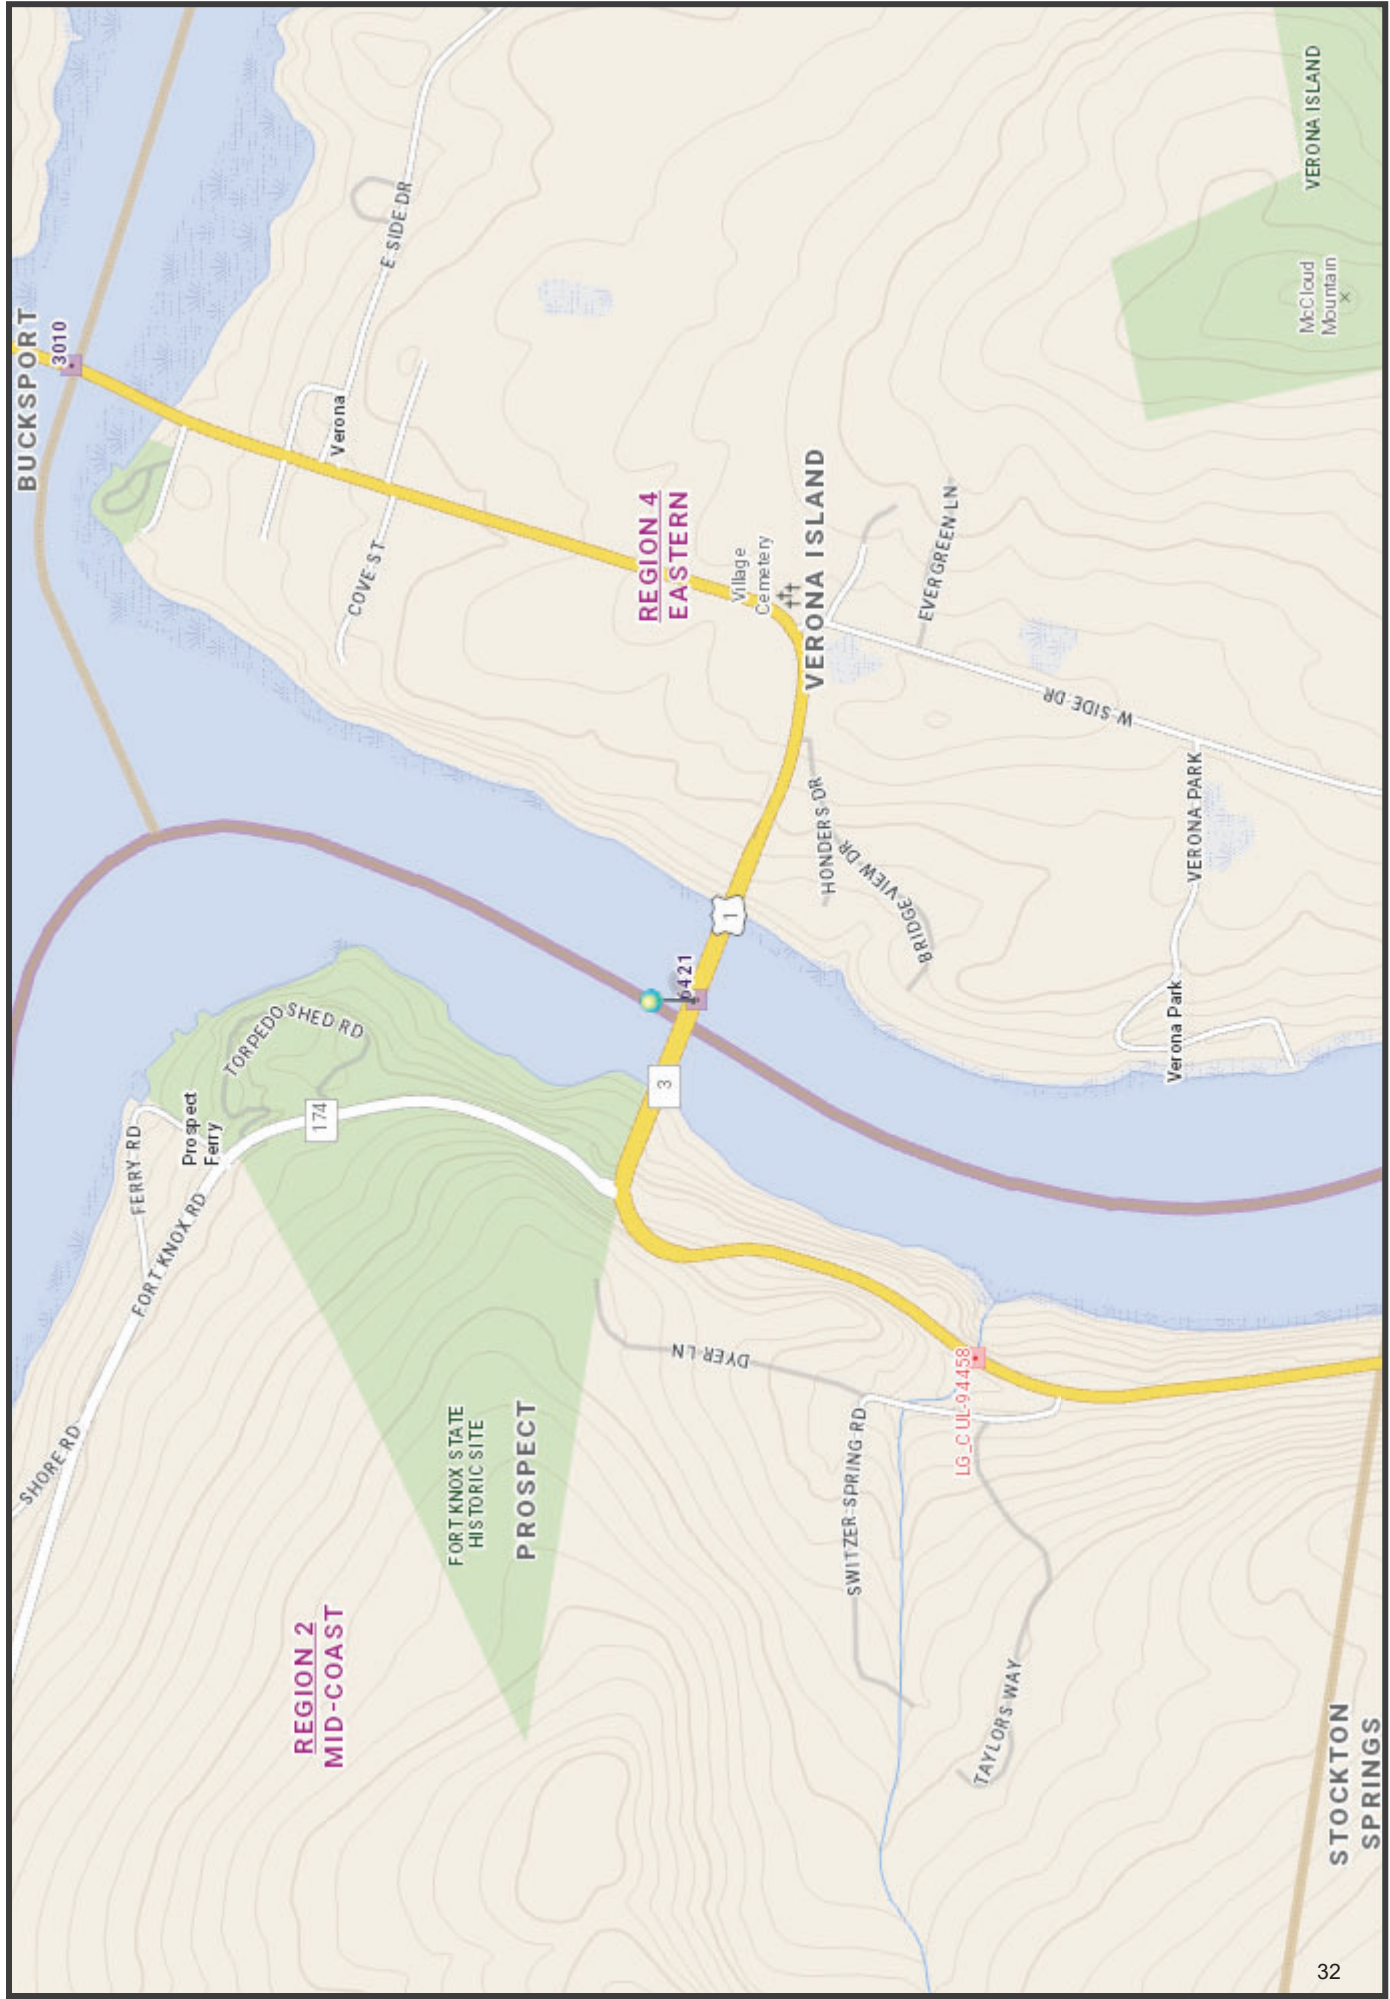 BUCKSPORT
3010
E SIDE DR
Verona
COVE ST
VERONA ISLAND
McCloud
Mountain
REGION 4
EASTERN
Village
Cemetery
VERONA ISLAND
EVERGREEN LN
W SIDE DR
HONDERS DR
BRIDGE VIEW DR
VERONA PARK
Verona Park
1
6421
3
TORPEDO SHED RD
174
Prospect
Ferry
FERRY RD
FORT KNOX RD
SHORE RD
FORT KNOX STATE
HISTORIC SITE
PROSPECT
DYER LN
SWITZER SPRING RD
LG_CUL-94458
TAYLORS WAY
REGION 2
MID-COAST
STOCKTON
SPRINGS
32